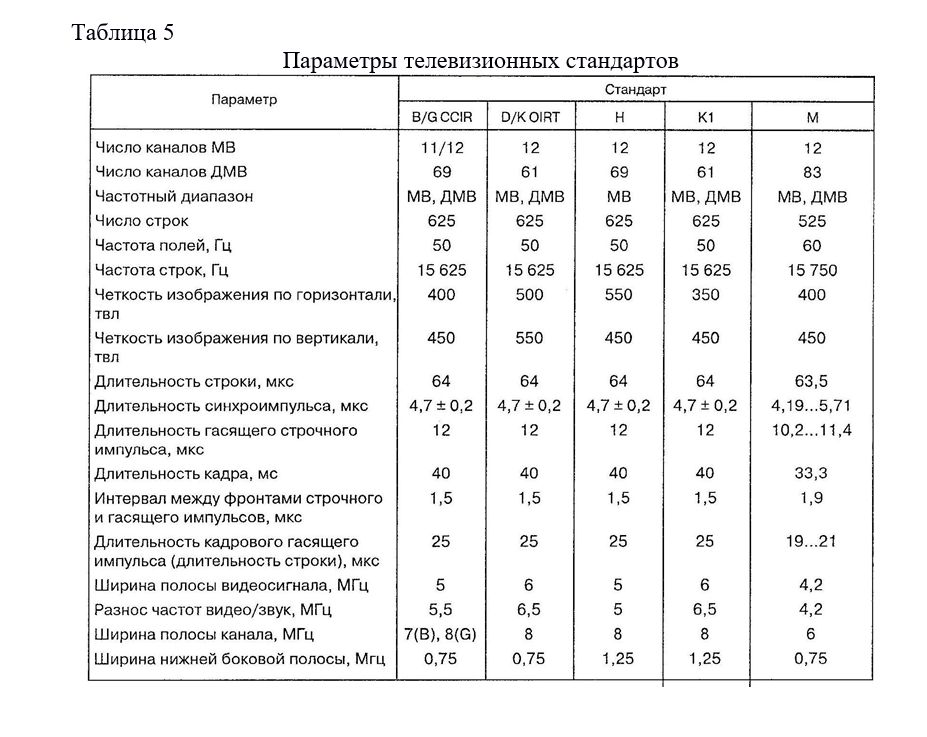 Таблица 5
Параметры телевизионных стандартов
Параметр Стандарт
B/G CCIR D/K OIRT H K1 M
Число каналов МВ 11/12 12 12 12 12
Число каналов ДМВ 69 61 69 61 83
Частотный диапазон МВ, ДМВ МВ, ДМВ МВ МВ, ДМВ МВ, ДМВ
Число строк 625 625 625 625 525
Частота полей, Гц 50 50 50 50 60
Частота строк, Гц 15 625 15 625 15 625 15 625 15 750
Четкость изображения по горизонтали, 400 500 550 350 400
твл
Четкость изображения по вертикали, 450 550 450 450 450
твл
Длительность строки, мкс 64 64 64 64 63,5
Длительность синхроимпульса, мкс 4,7 ± 0,2 4,7 ± 0,2 4,7 ± 0,2 4,7 ± 0,2 4,19...5,71
Длительность гасящего строчного 12 12 12 12 10,2...11,4
импульса, мкс
Длительность кадра, мс 40 40 40 40 33,3
Интервал между фронтами строчного 1,5 1,5 1,5 1,5 1,9
и гасящего импульсов, мкс
Длительность кадрового гасящего 25 25 25 25 19...21
импульса (длительность строки), мкс
Ширина полосы видеосигнала, МГц 5 6 5 6 4,2
Разнос частот видео/звук, МГц 5,5 6,5 5 6,5 4,2
Ширина полосы канала, МГц 7(B), 8(G) 8 8 8 6
Ширина нижней боковой полосы, Мгц 0,75 0,75 1,25 1,25 0,75